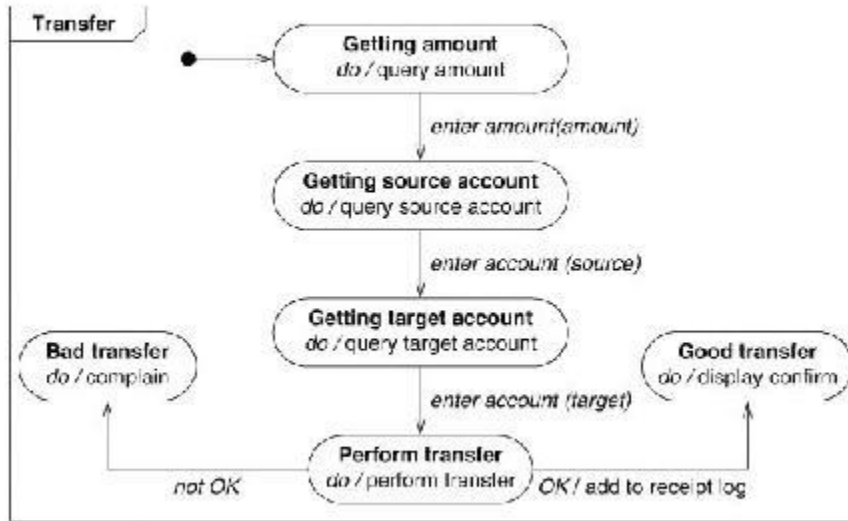 Transfer
Getting amount
do / query amount
enter amount(amount)
Getting source account
do / query source account
enter account (source)
Getting target account
do / query target account
Bad transfer
do / complain
Good transfer
do / display confirm
enter account (target)
Perform transfer
do / perform transfer
not OK
OK / add to receipt log